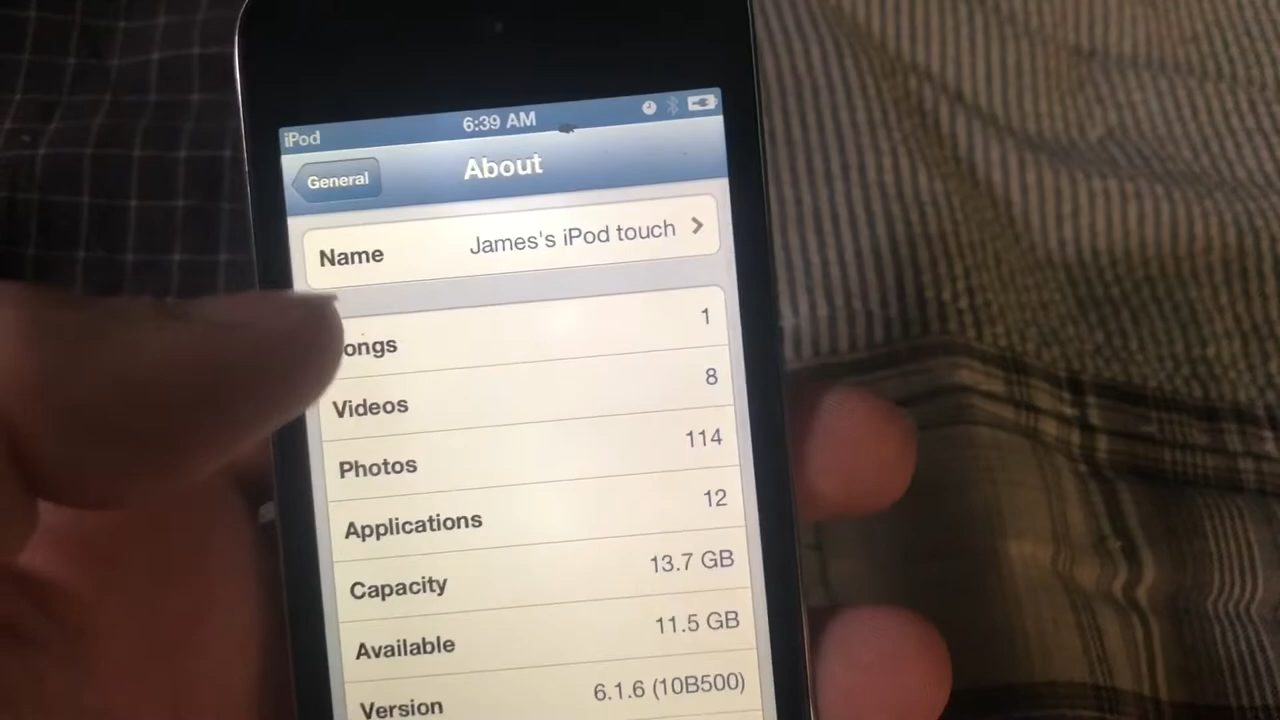 iPod 6:39 AM
General About
Name James's iPod touch
ongs 1
Videos 8
Photos 114
Applications 12
Capacity 13.7 GB
Available 11.5 GB
Version 6.1.6 (10B500)